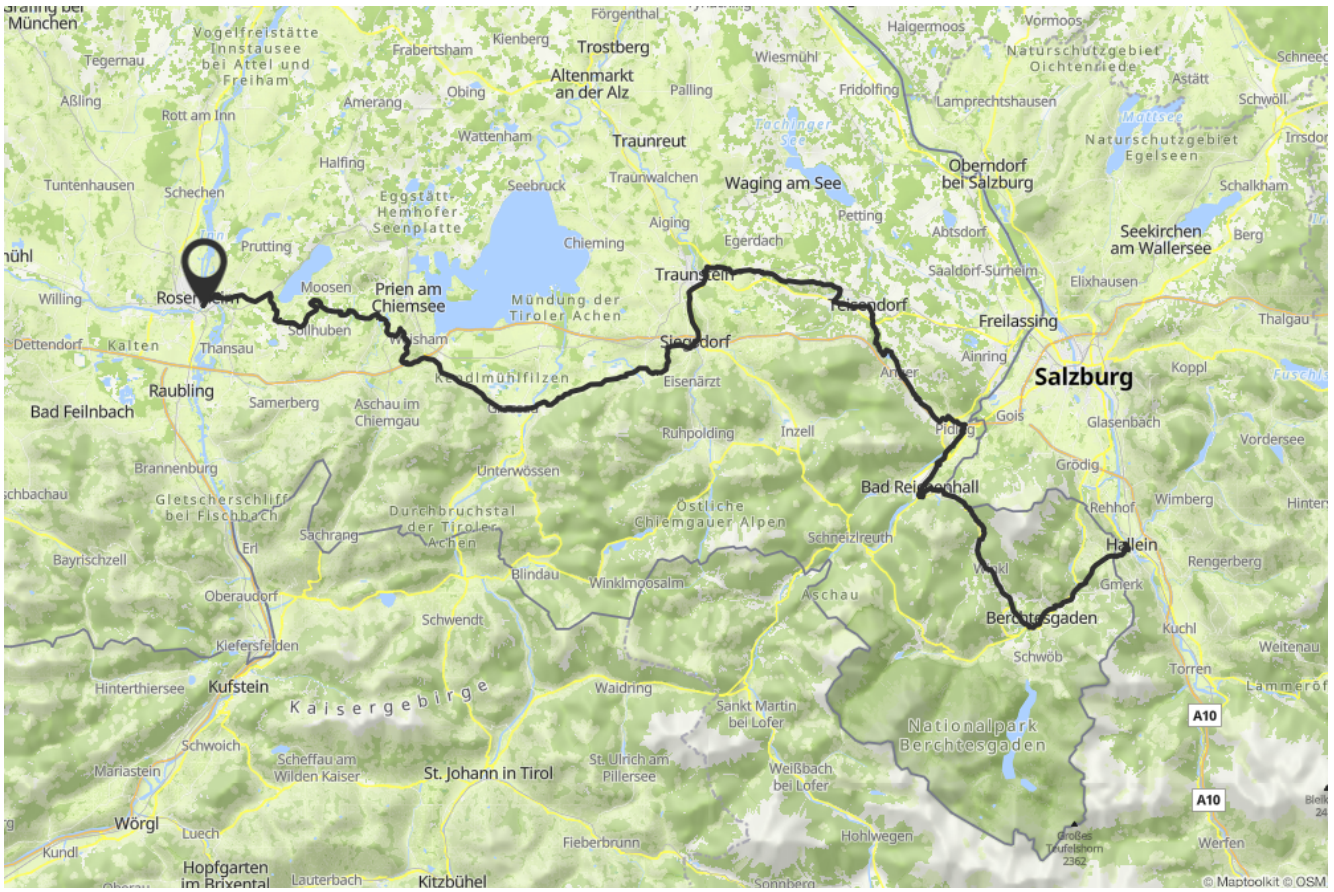 München
Vogelfreistätte
Innstausee
bei Attel und
Freiham
Tegernau
Aßling
Rott am Inn
Tuntenhausen
Schechen
Förgenthal
Kienberg
Trostberg
Frabertsham
Altenmarkt
an der Alz
Obing
Palling
Amerang
Wattenham
Traunreut
Halfing
Traunwalchen
Seebruck
Eggstätt-
Hemhofer
Seenplatte
Wiesmühl
Fridolfing
Haigermoos
Vormoos
Naturschutzgebiet
Oichtenriede
Astätt
Lamprechtshausen
Schwöll
Tachinger
See
Mattsee
Naturschutzgebiet
Egelseen
Waging am See
Oberndorf
bei Salzburg
Schalkham
Petting
Abtsdorf
Seekirchen
am Wallersee
Berg
Inn
Prutting
Aiging
Egerdach
Chieming
Saaldorf-Surheim
Elixhausen
Willing
Rosenheim
Moosen
Prien am
Chiemsee
Traunstein
Teisendorf
Mündung der
Tiroler Achen
Freilassing
Thalgau
Söllhuben
Dettendorf
Kalten
Thansau
Siegsdorf
Ainring
Koppl
Raubling
Kendlmühlfilzen
Eisenärzt
Anger
Salzburg
Bad Feilnbach
Samerberg
Aschau im
Chiemgau
Grassau
Gois
Glasenbach
Ruhpolding
Inzell
Piding
Vordersee
Brannenburg
Unterwössen
Grödig
Gletscherschliff
bei Fischbach
Bad Reichenhall
Wimberg
Durchbruchstal
der Tiroler
Achen
Östliche
Chiemgauer Alpen
Rehhof
Sachrang
Schneizlreuth
Erl
Hallein
Bayrischzell
Winkl
Rengerberg
Blindau
Winklmoosalm
Gmerk
Oberaudorf
Aschau
Schwendt
Berchtesgaden
Kuchl
Kiefersfelden
Weitenau
Schwöb
Torren
Hinterthiersee
Kufstein
Waidring
Kaisergebirge
Sankt Martin
bei Lofer
A10
Nationalpark
Berchtesgaden
Schwoich
Scheffau am
Wilden Kaiser
St. Ulrich am
Pillersee
Mariastein
St. Johann in Tirol
Weißbach
bei Lofer
A10
Wörgl
Luech
Fieberbrunn
Hohlwegen
Großes
Teufelshorn
2362
Werfen
Kundl
Hopfgarten
im Brixental
Lauterbach
Kitzbühel
Sonnberg
© Maptoolkit © OSM